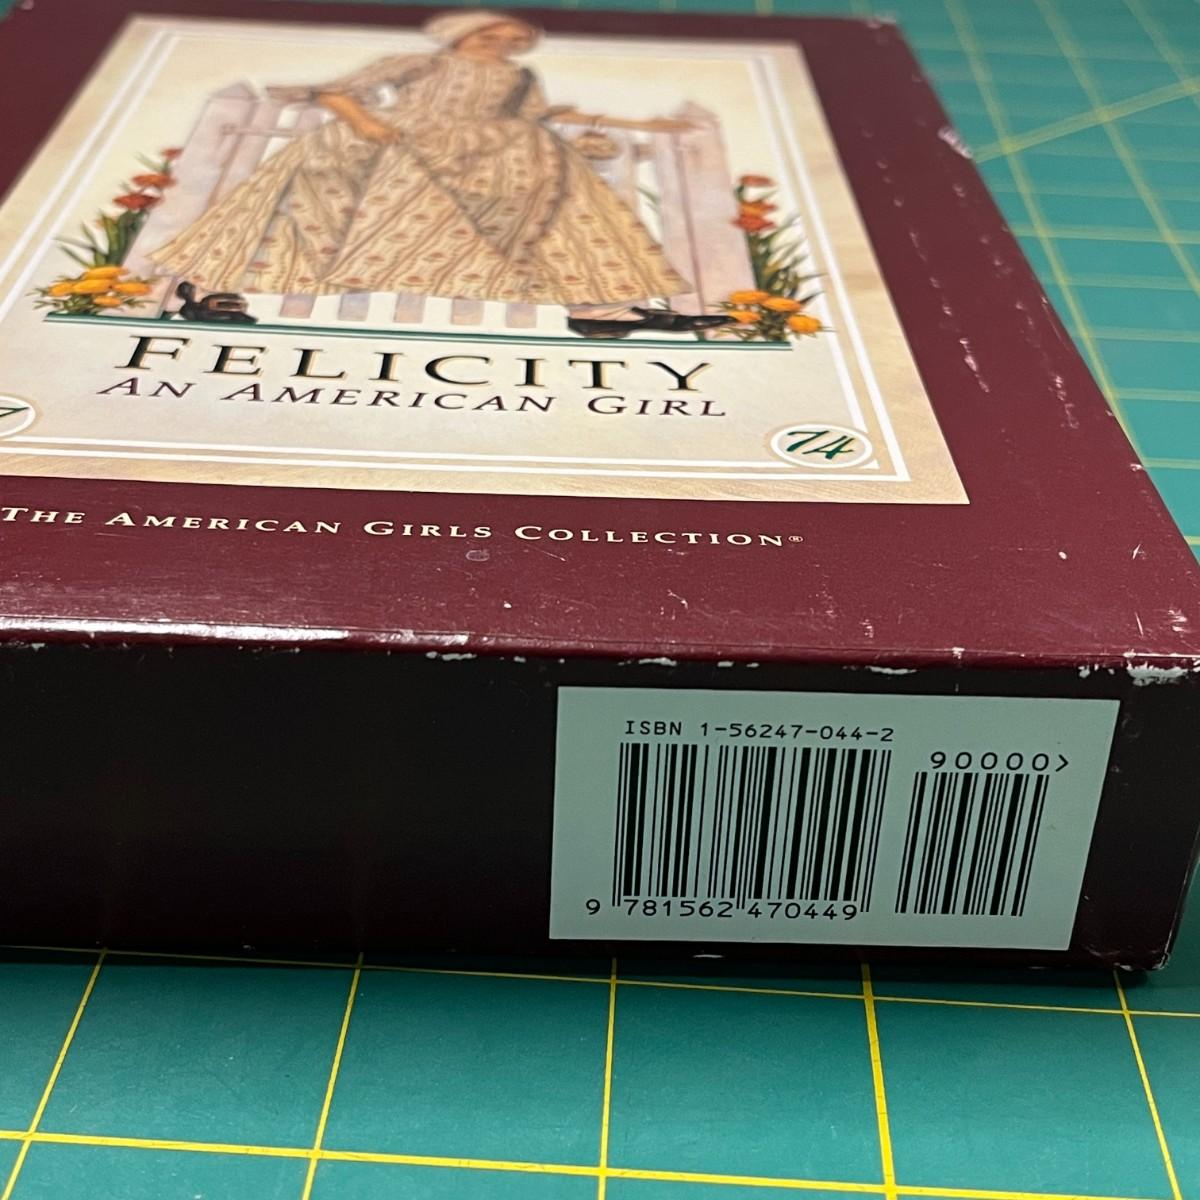 FELICITY
AN AMERICAN GIRL
74
THE AMERICAN GIRLS COLLECTION®
ISBN 1-56247-044-2
90000>
9 781562 470449